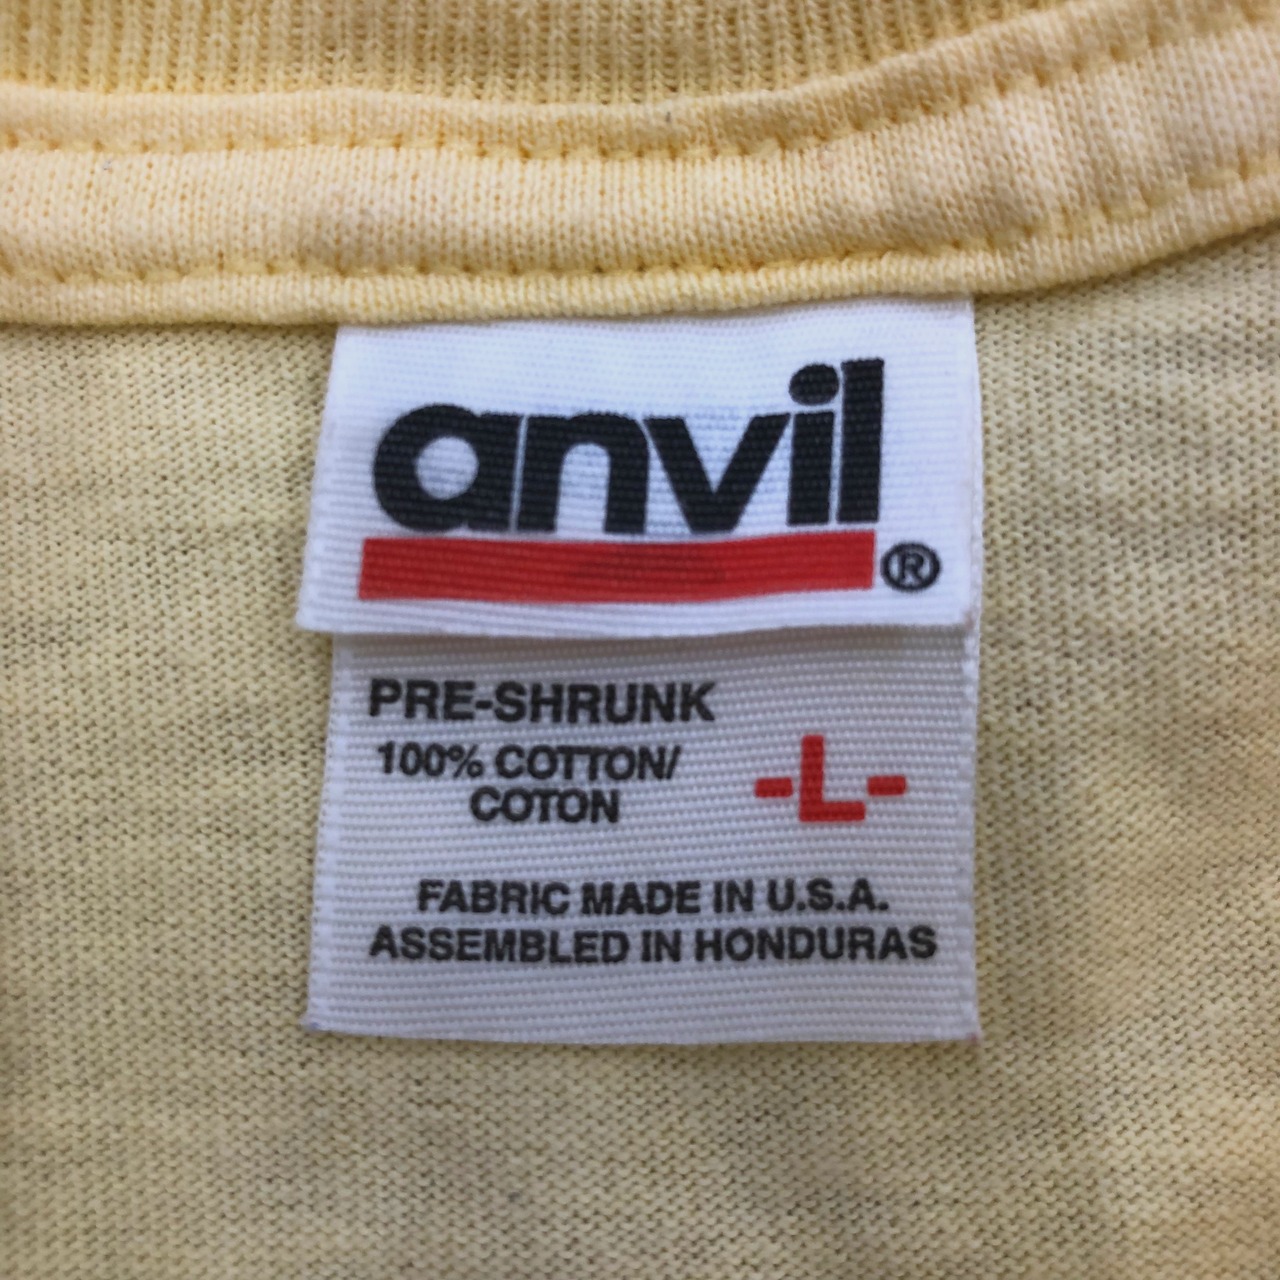 anvil
®
PRE-SHRUNK
100% COTTON/
COTON
-L-
FABRIC MADE IN U.S.A.
ASSEMBLED IN HONDURAS